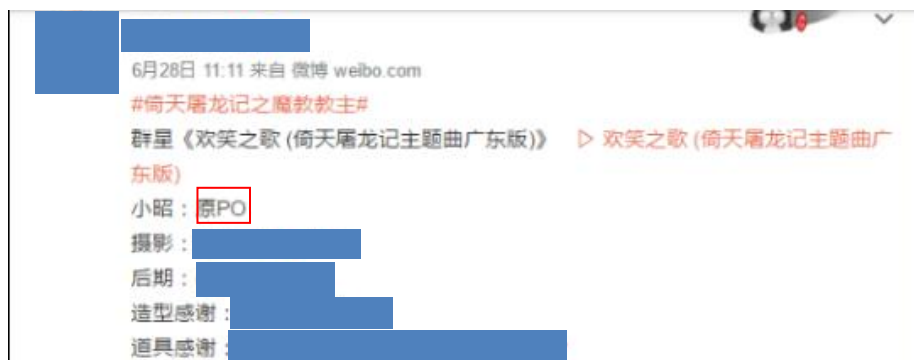 6月28日 11:11 来自 微博 weibo.com
#倚天屠龙记之魔教教主#
群星《欢笑之歌 (倚天屠龙记主题曲广东版)》 ▷ 欢笑之歌 (倚天屠龙记主题曲广
东版)
小昭：原PO
摄影：
后期：
造型感谢：
道具感谢：